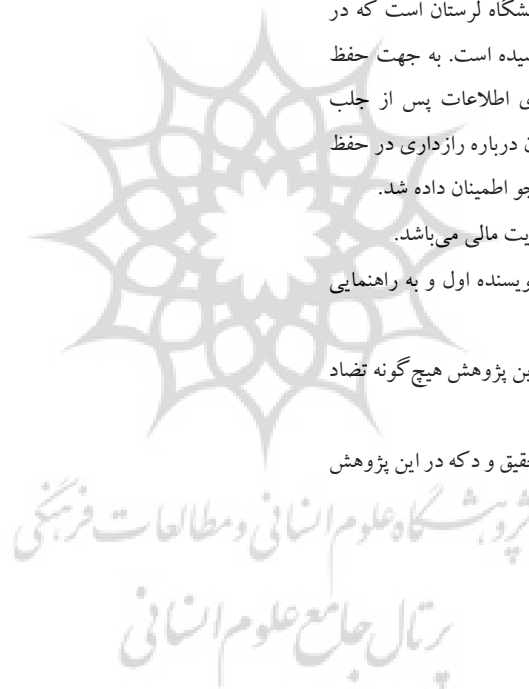 شگاه لرستان است که در
سیده است. به جهت حفظ
ی اطلاعات پس از جلب
ن درباره رازداری در حفظ
جو اطمینان داده شد.
یت مالی می‌باشد.
ویسنده اول و به راهنمایی
ین پژوهش هیچ‌گونه تضاد
حقیق و دکه در این پژوهش
پژوهشگاه علوم انسانی و مطالعات فرهنگی
پرتال جامع علوم انسانی